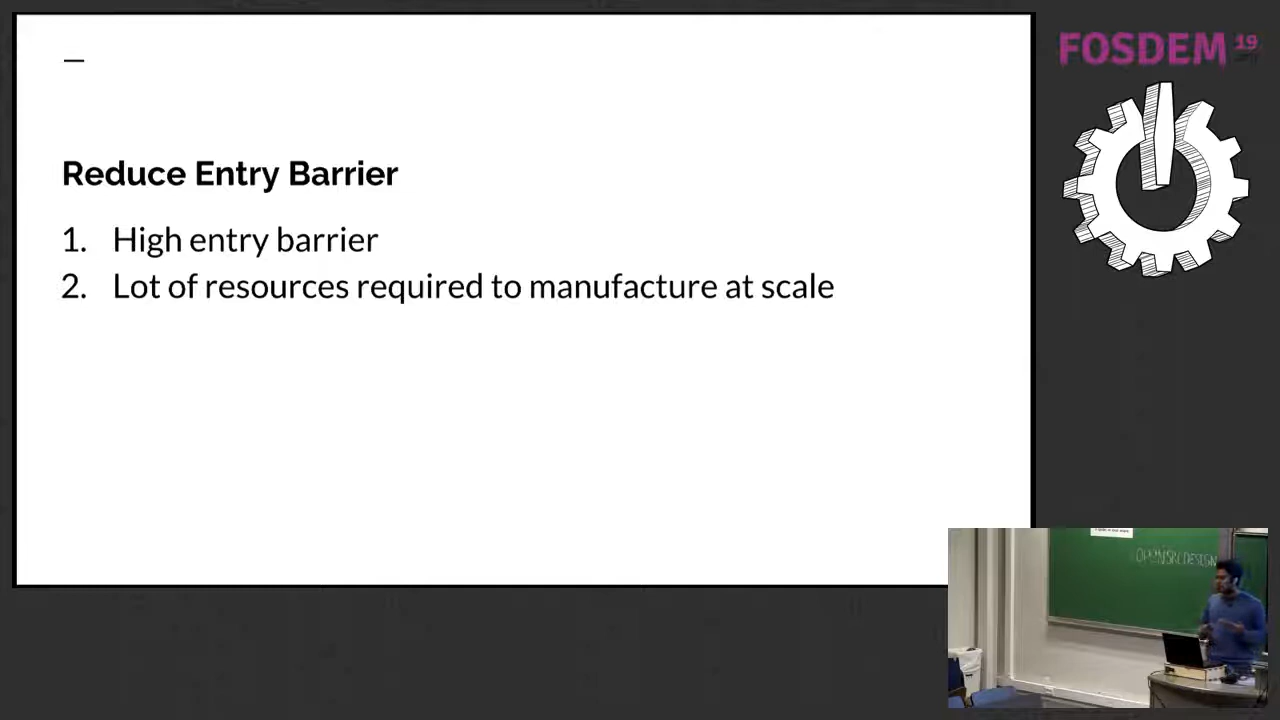 Reduce Entry Barrier
1. High entry barrier
2. Lot of resources required to manufacture at scale
FOSDEM 19